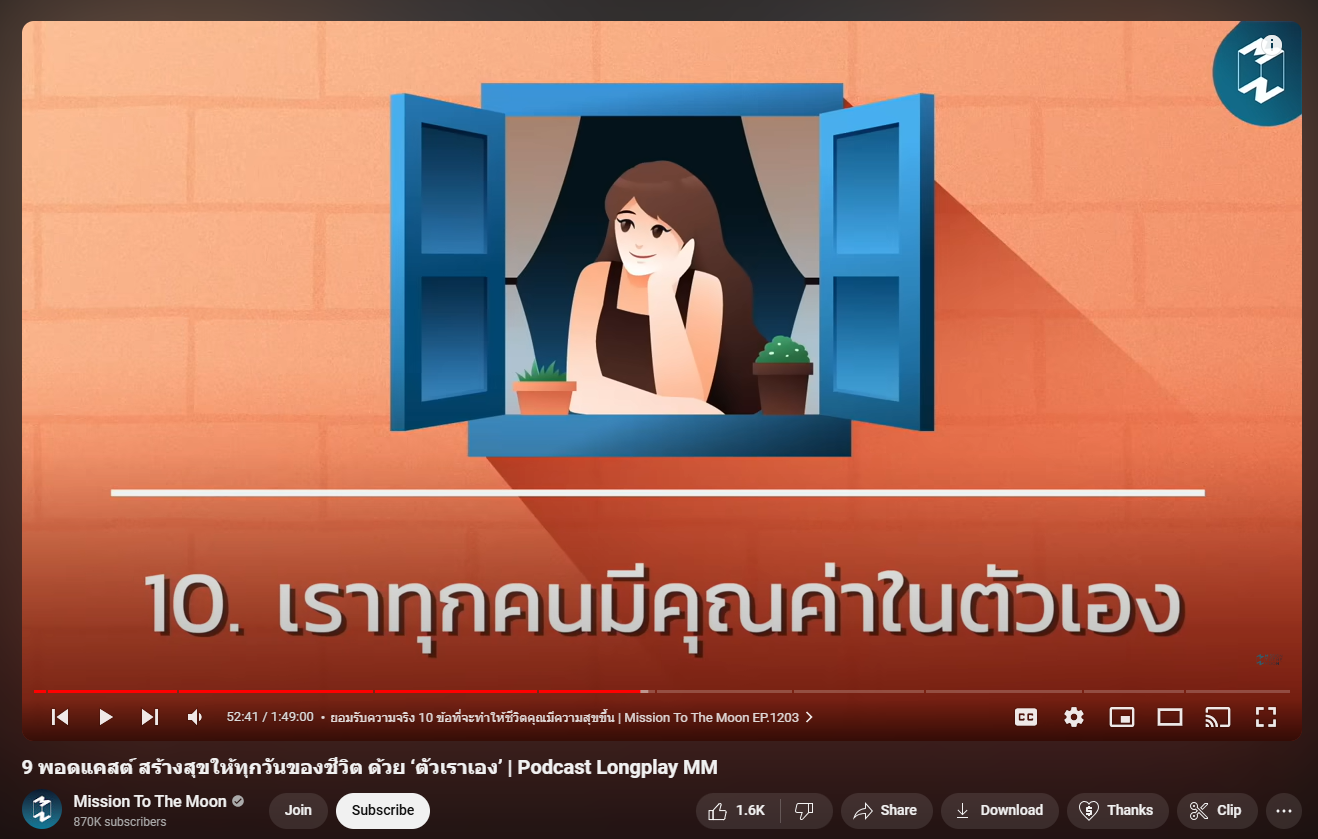 10. เราทุกคนมีคุณค่าในตัวเอง
52:41 / 1:49:00 • ยอมรับความจริง 10 ข้อที่จะทำให้ชีวิตคุณมีความสุขขึ้น | Mission To The Moon EP.1203
CC
9 พอดแคสต์ สร้างสุขให้ทุกวันของชีวิต ด้วย ‘ตัวเราเอง’ | Podcast Longplay MM
Mission To The Moon
870K subscribers
Join
Subscribe
1.6K
Share
Download
Thanks
Clip